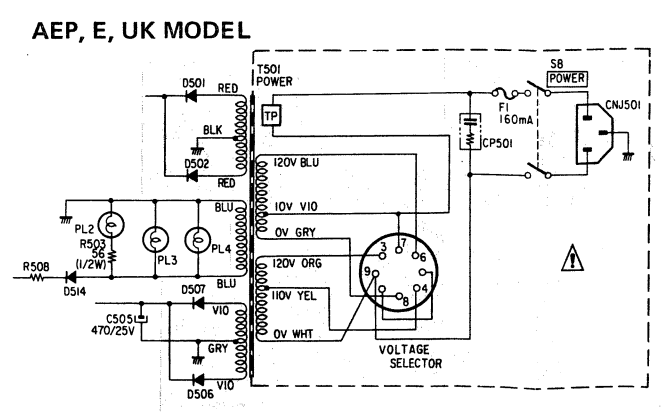 AEP, E, UK MODEL
T501
POWER
D501
RED
BLK
D502
RED
TP
S8
POWER
F1
160mA
CNJ501
CP501
120V BLU
10V VIO
0V GRY
BLU
PL2
R503
56
(1/2W)
PL3
PL4
BLU
R508
D514
120V ORG
110V YEL
0V WHT
3
7
6
9
4
8
VOLTAGE
SELECTOR
D507
VIO
C505
470/25V
GRY
D506
VIO